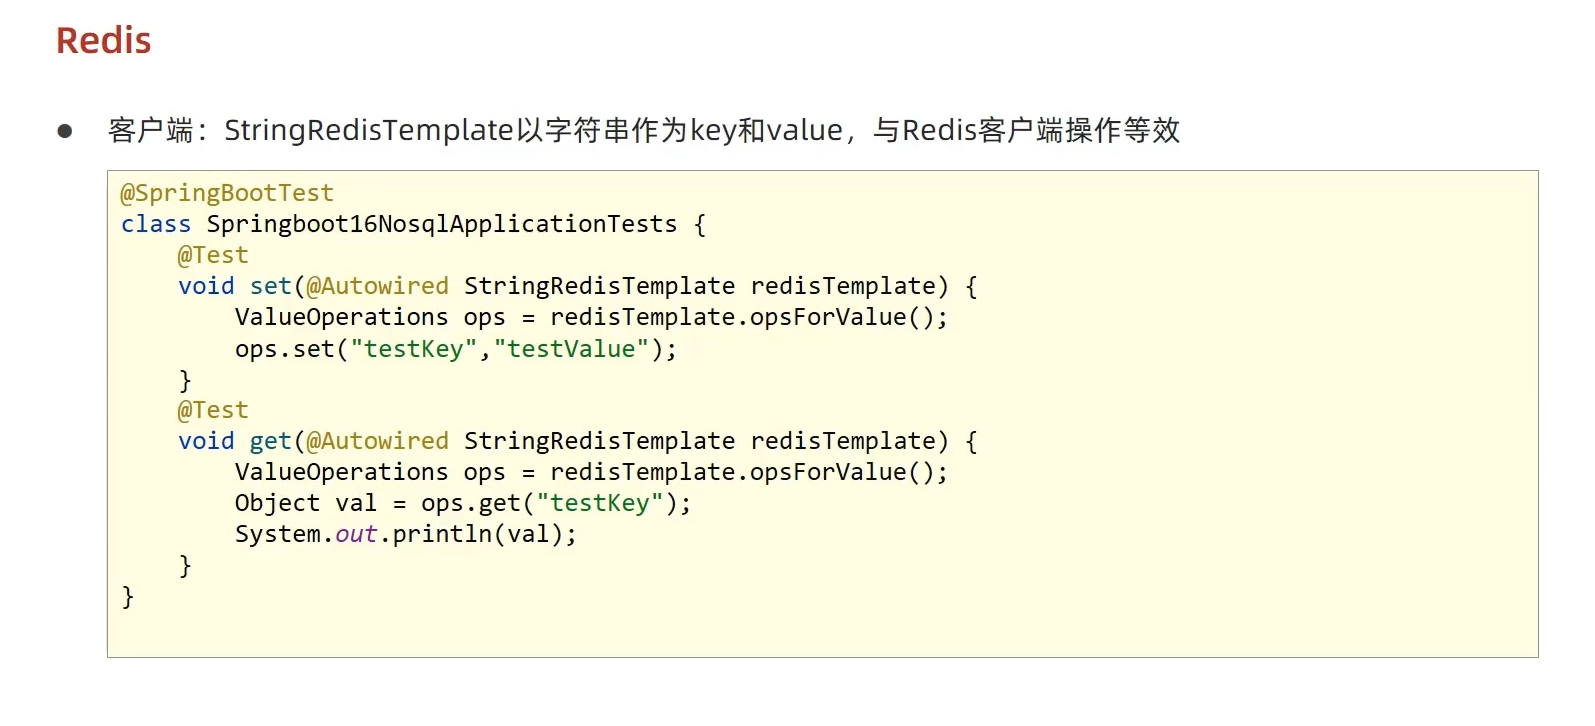 Redis
● 客户端：StringRedisTemplate以字符串作为key和value，与Redis客户端操作等效
@SpringBootTest
class Springboot16NosqlApplicationTests {
    @Test
    void set(@Autowired StringRedisTemplate redisTemplate) {
        ValueOperations ops = redisTemplate.opsForValue();
        ops.set("testKey","testValue");
    }
    @Test
    void get(@Autowired StringRedisTemplate redisTemplate) {
        ValueOperations ops = redisTemplate.opsForValue();
        Object val = ops.get("testKey");
        System.out.println(val);
    }
}